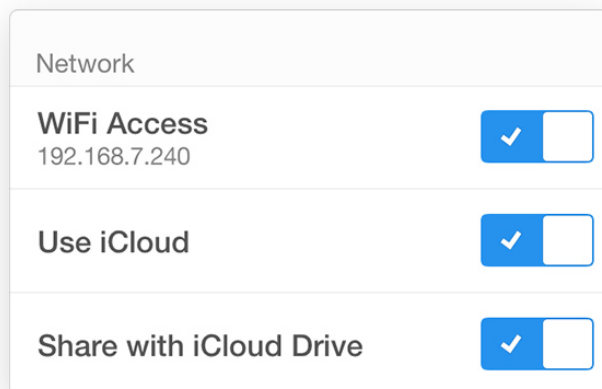 Network
WiFi Access
192.168.7.240
Use iCloud
Share with iCloud Drive